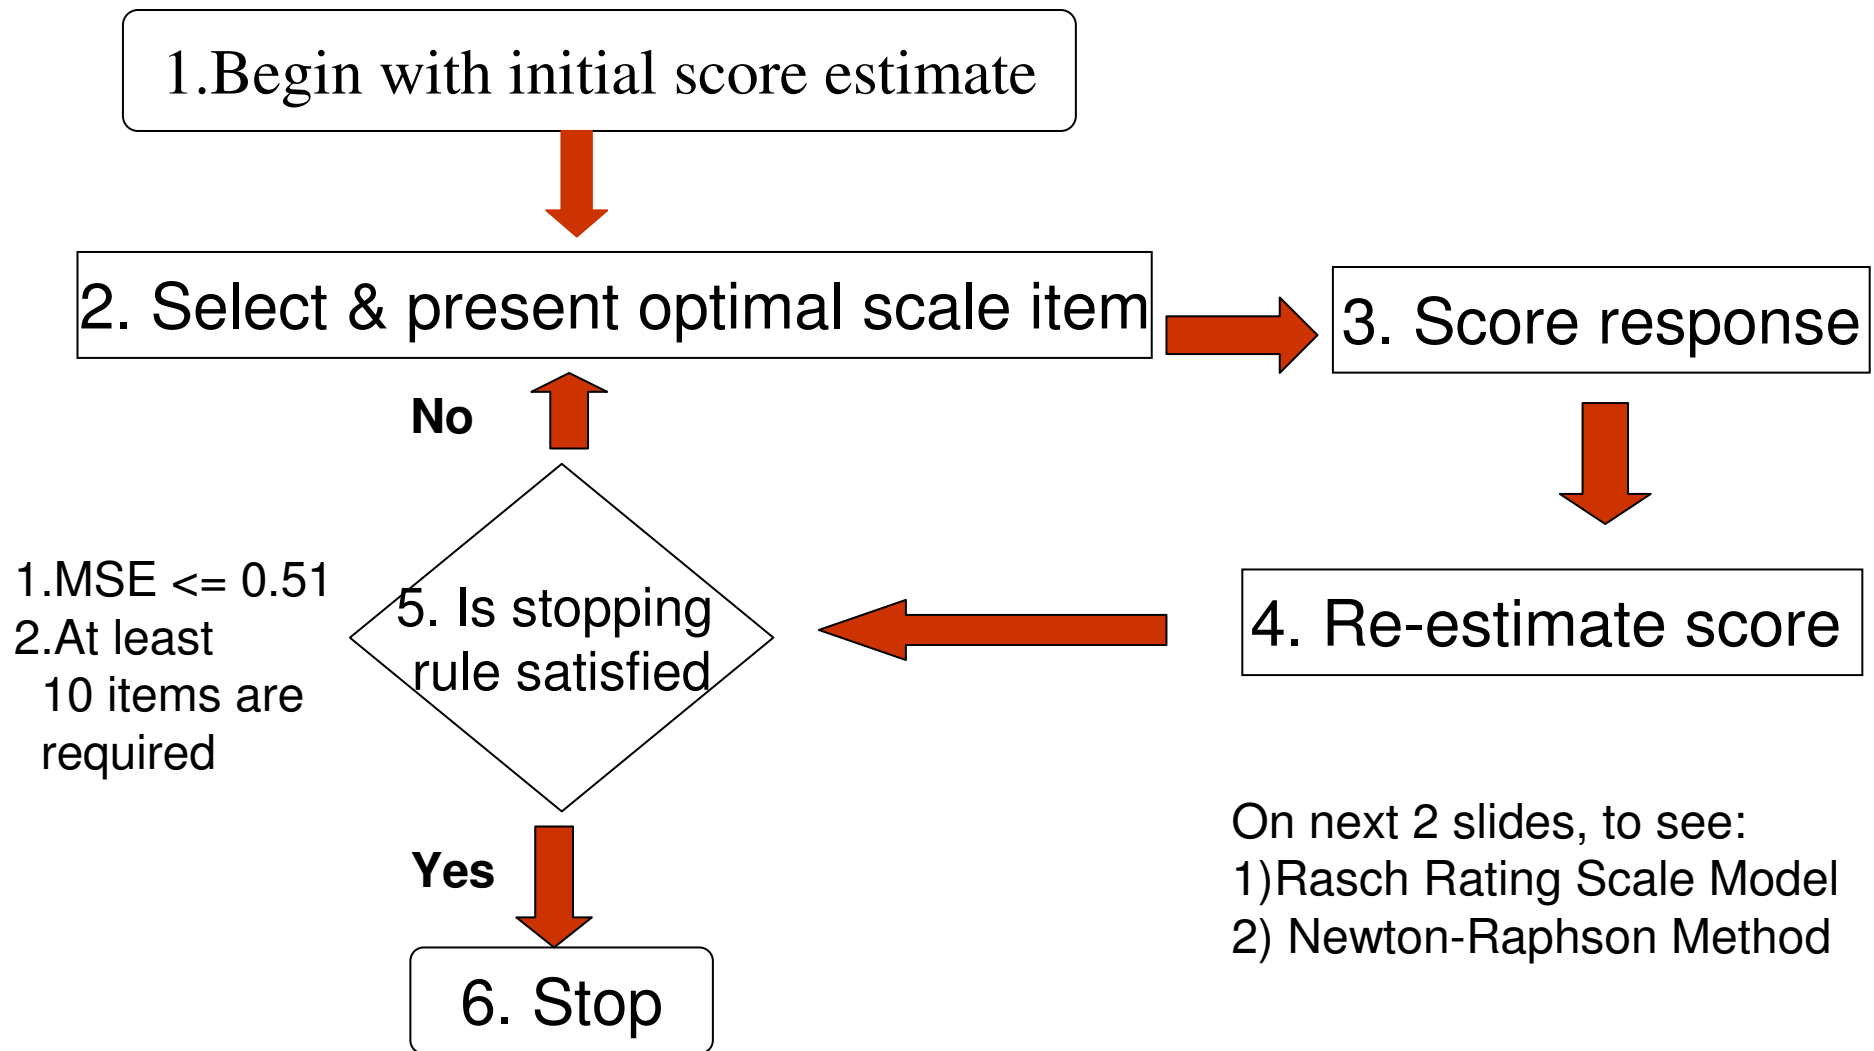 1.Begin with initial score estimate
2. Select & present optimal scale item
3. Score response
No
1.MSE <= 0.51
2.At least
10 items are
required
5. Is stopping
rule satisfied
4. Re-estimate score
Yes
On next 2 slides, to see:
1)Rasch Rating Scale Model
2) Newton-Raphson Method
6. Stop